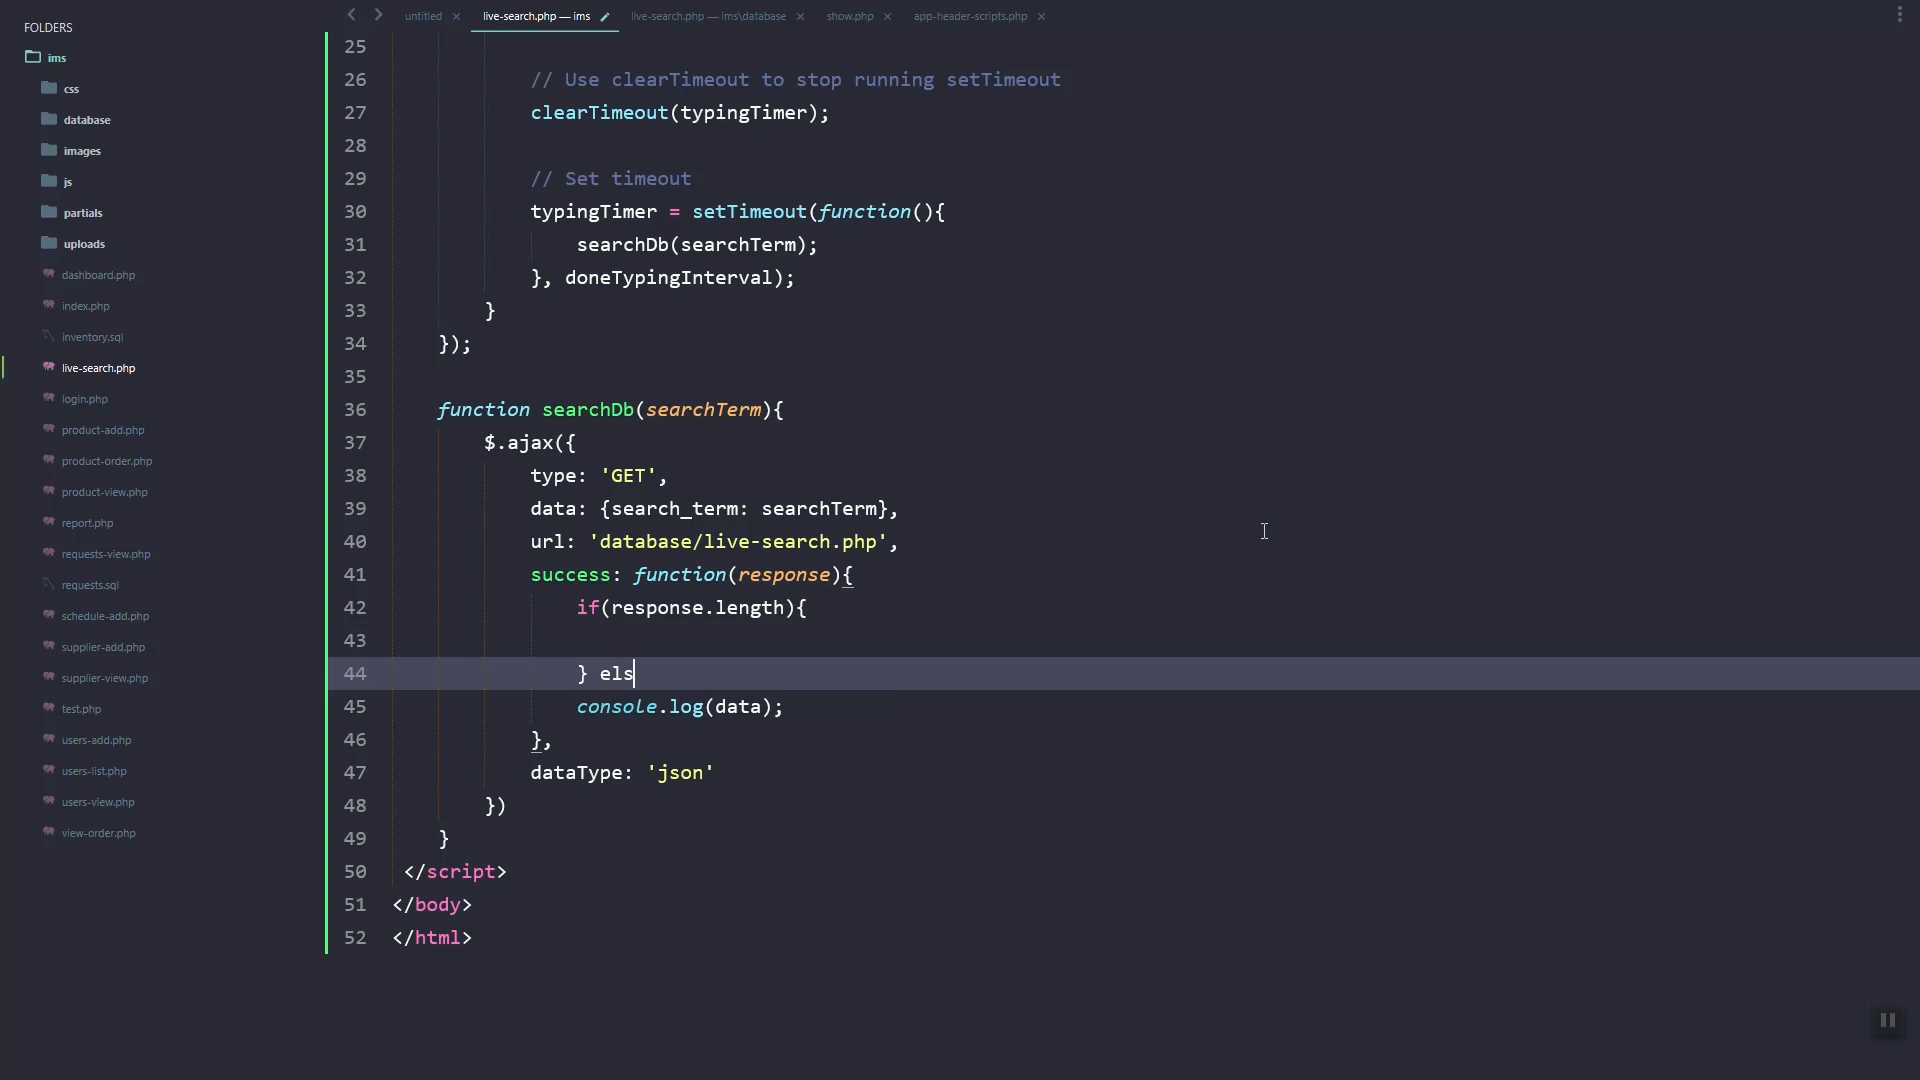 FOLDERS
ims
css
database
images
js
partials
uploads
dashboard.php
index.php
inventory.sql
live-search.php
login.php
product-add.php
product-order.php
product-view.php
report.php
requests-view.php
requests.sql
schedule-add.php
supplier-add.php
supplier-view.php
test.php
users-add.php
users-list.php
users-view.php
view-order.php
untitled × live-search.php — ims live-search.php — ims\database × show.php × app-header-scripts.php ×
25
26 // Use clearTimeout to stop running setTimeout
27 clearTimeout(typingTimer);
28
29 // Set timeout
30 typingTimer = setTimeout(function(){
31 searchDb(searchTerm);
32 }, doneTypingInterval);
33 }
34 });
35
36 function searchDb(searchTerm){
37 $.ajax({
38 type: 'GET',
39 data: {search_term: searchTerm},
40 url: 'database/live-search.php',
41 success: function(response){
42 if(response.length){
43
44 } els
45 console.log(data);
46 },
47 dataType: 'json'
48 })
49 }
50 </script>
51 </body>
52 </html>